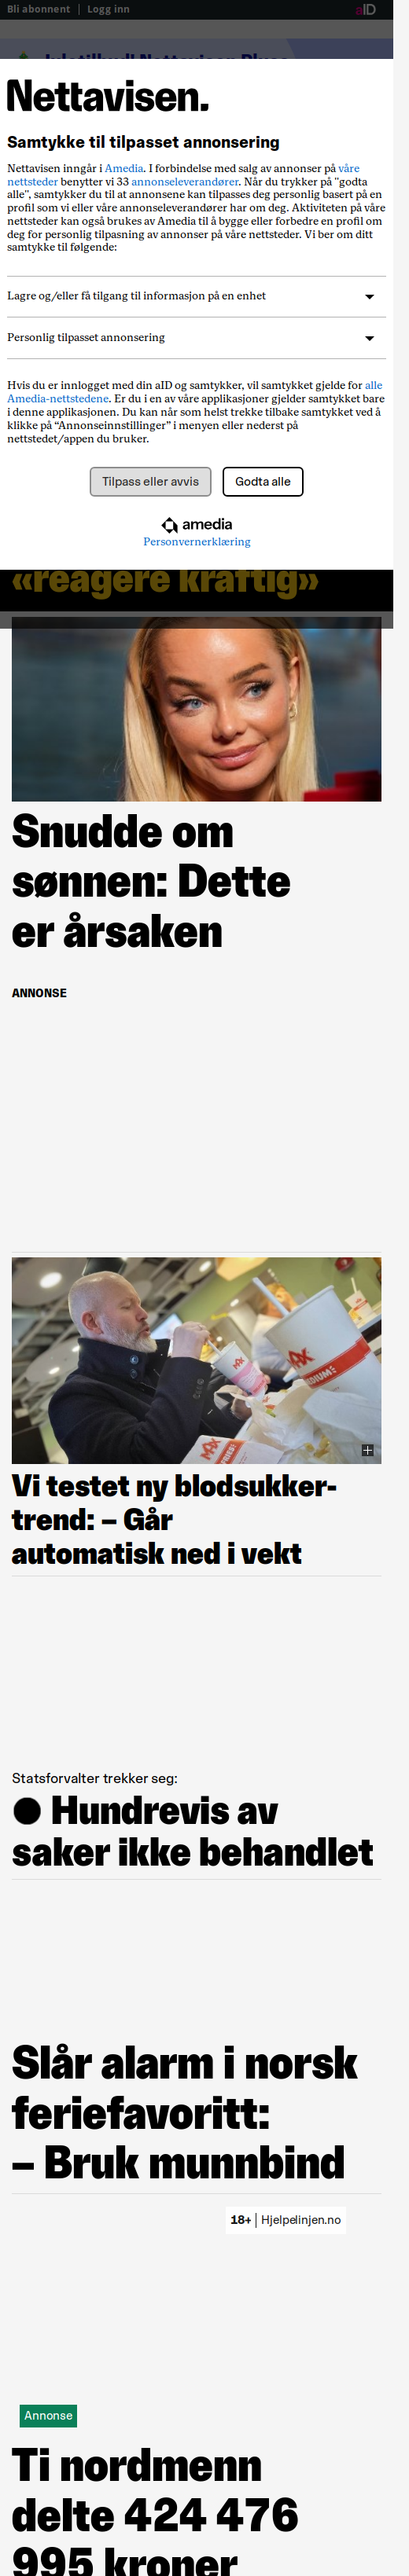 Bli abonnent | Logg inn aID
Nettavisen.
Samtykke til tilpasset annonsering
Nettavisen inngår i Amedia. I forbindelse med salg av annonser på våre
nettsteder benytter vi 33 annonseleverandører. Når du trykker på "godta
alle", samtykker du til at annonsene kan tilpasses deg personlig basert på en
profil som vi eller våre annonseleverandører har om deg. Aktiviteten på våre
nettsteder kan også brukes av Amedia til å bygge eller forbedre en profil om
deg for personlig tilpasning av annonser på våre nettsteder. Vi ber om ditt
samtykke til følgende:
Lagre og/eller få tilgang til informasjon på en enhet
Personlig tilpasset annonsering
Hvis du er innlogget med din aID og samtykker, vil samtykket gjelde for alle
Amedia-nettstedene. Er du i en av våre applikasjoner gjelder samtykket bare
i denne applikasjonen. Du kan når som helst trekke tilbake samtykket ved å
klikke på “Annonseinnstillinger” i menyen eller nederst på
nettstedet/appen du bruker.
Tilpass eller avvis Godta alle
amedia
Personvernerklæring
«reagere kraftig»
Snudde om
sønnen: Dette
er årsaken
ANNONSE
MAX
MAX
Vi testet ny blodsukker-
trend: – Går
automatisk ned i vekt
Statsforvalter trekker seg:
Hundrevis av
saker ikke behandlet
Slår alarm i norsk
feriefavoritt:
– Bruk munnbind
18+ | Hjelpelinjen.no
Annonse
Ti nordmenn
delte 424 476
995 kroner